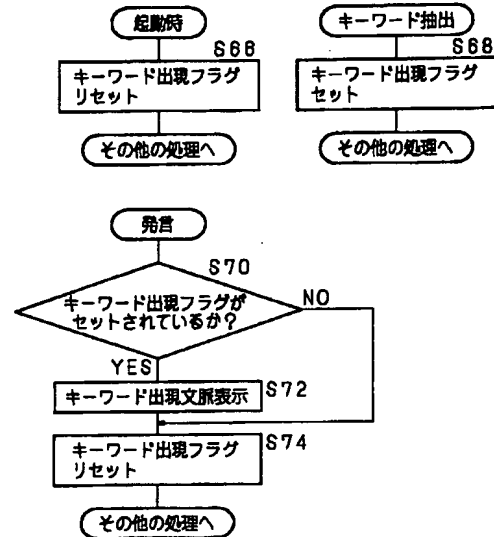 起動時
S66
キーワード出現フラグ
リセット
その他の処理へ
キーワード抽出
S68
キーワード出現フラグ
セット
その他の処理へ
発言
S70
キーワード出現フラグが
セットされているか?
NO
YES
キーワード出現文脈表示
S72
キーワード出現フラグ
リセット
S74
その他の処理へ